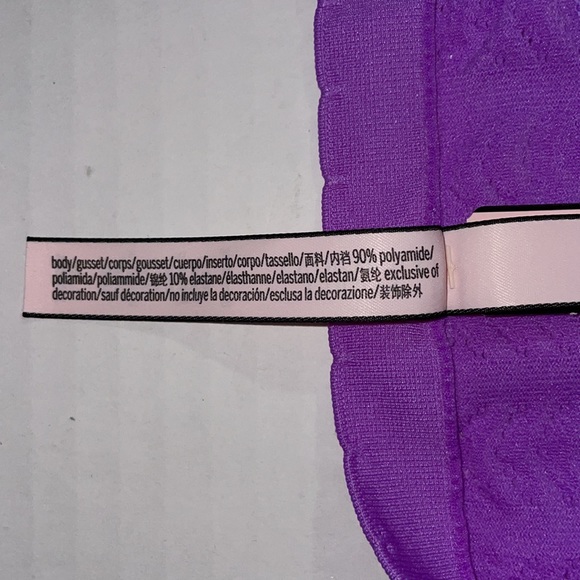 body/gusset/corps/gousset/cuerpo/inserto/corpo/tassello/面料/内裆 90% polyamide/
poliamida/poliammide/锦纶 10% elastane/élasthanne/elastano/elastan/氨纶 exclusive of
decoration/sauf décoration/no incluye la decoración/esclusa la decorazione/装饰除外